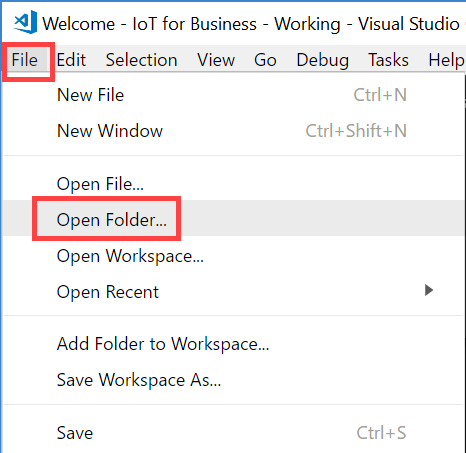 Welcome - IoT for Business - Working - Visual Studio
File Edit Selection View Go Debug Tasks Help
New File Ctrl+N
New Window Ctrl+Shift+N
Open File...
Open Folder...
Open Workspace...
Open Recent
Add Folder to Workspace...
Save Workspace As...
Save Ctrl+S